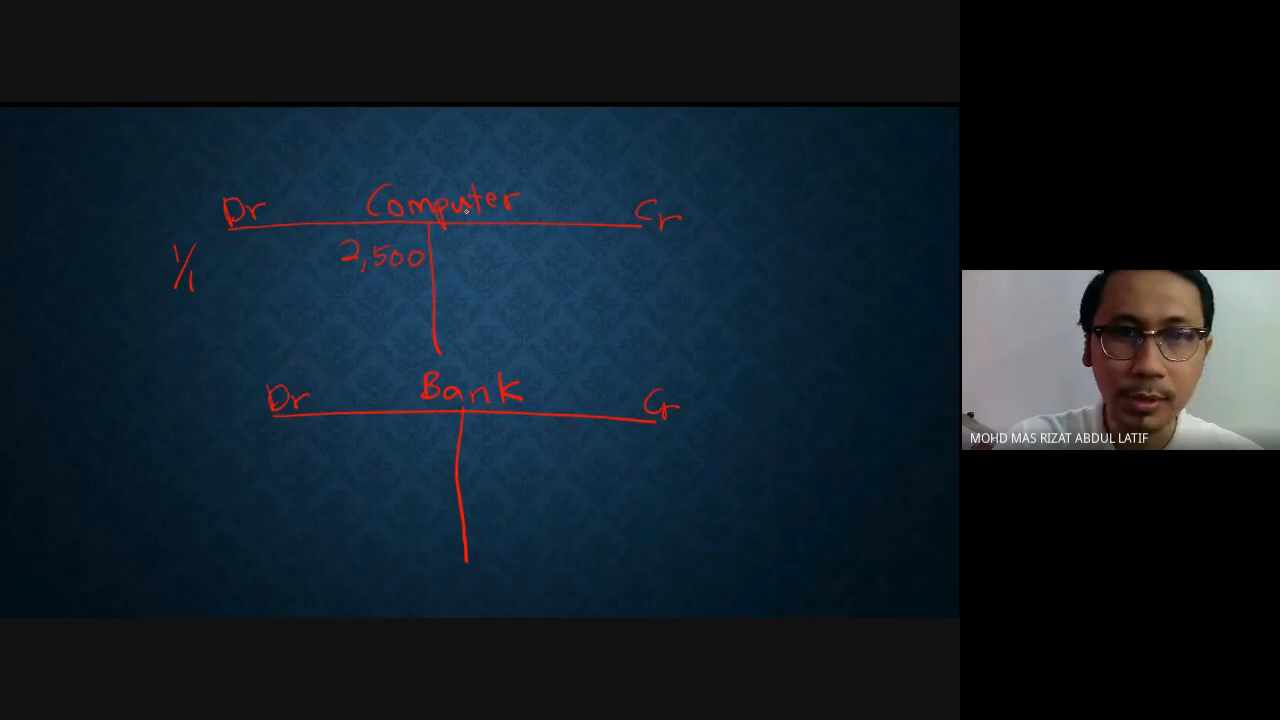 Dr Computer Cr
1/1 2,500
Dr Bank Cr
MOHD MAS RIZAT ABDUL LATIF